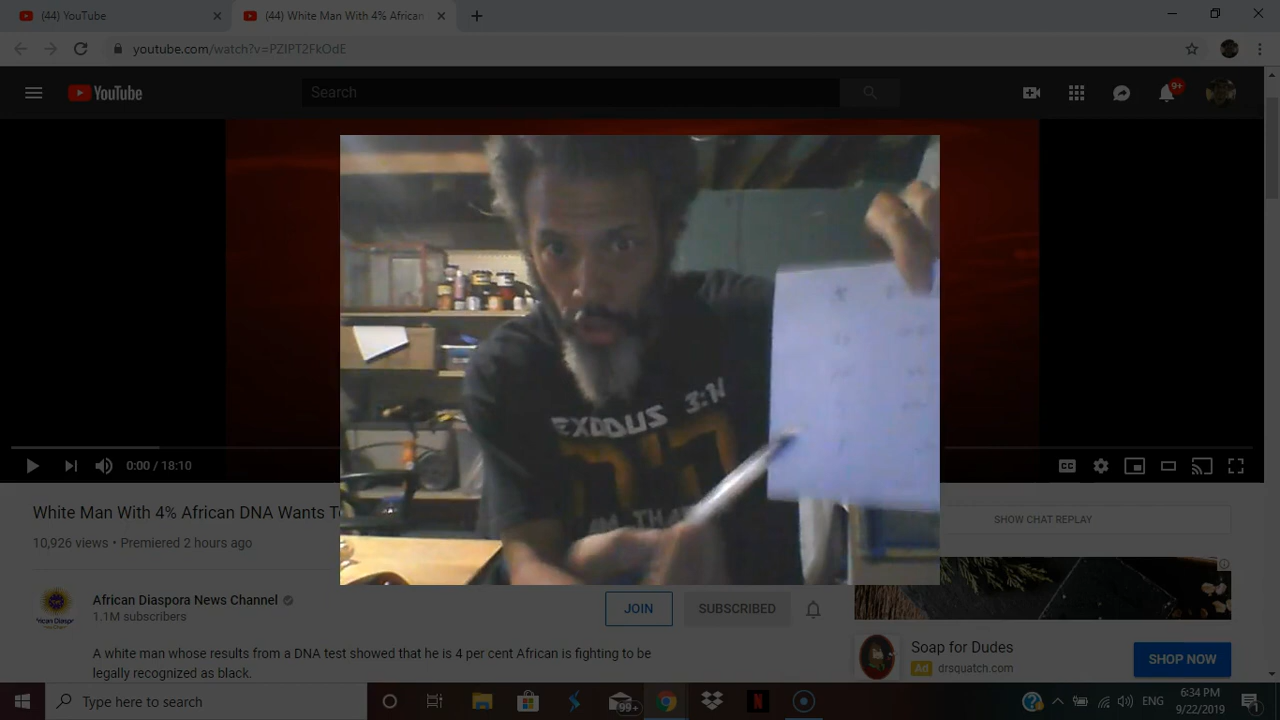 (44) YouTube
(44) White Man With 4% African
youtube.com/watch?v=PZIPT2FkOdE
YouTube
Search
9+
EXODUS 3:14
0:00 / 18:10
CC
White Man With 4% African DNA Wants T
SHOW CHAT REPLAY
10,926 views • Premiered 2 hours ago
African Diaspora News Channel
1.1M subscribers
JOIN
SUBSCRIBED
A white man whose results from a DNA test showed that he is 4 per cent African is fighting to be
legally recognized as black.
Soap for Dudes
Ad drsquatch.com
SHOP NOW
Type here to search
99+
ENG
6:34 PM
9/22/2019
1